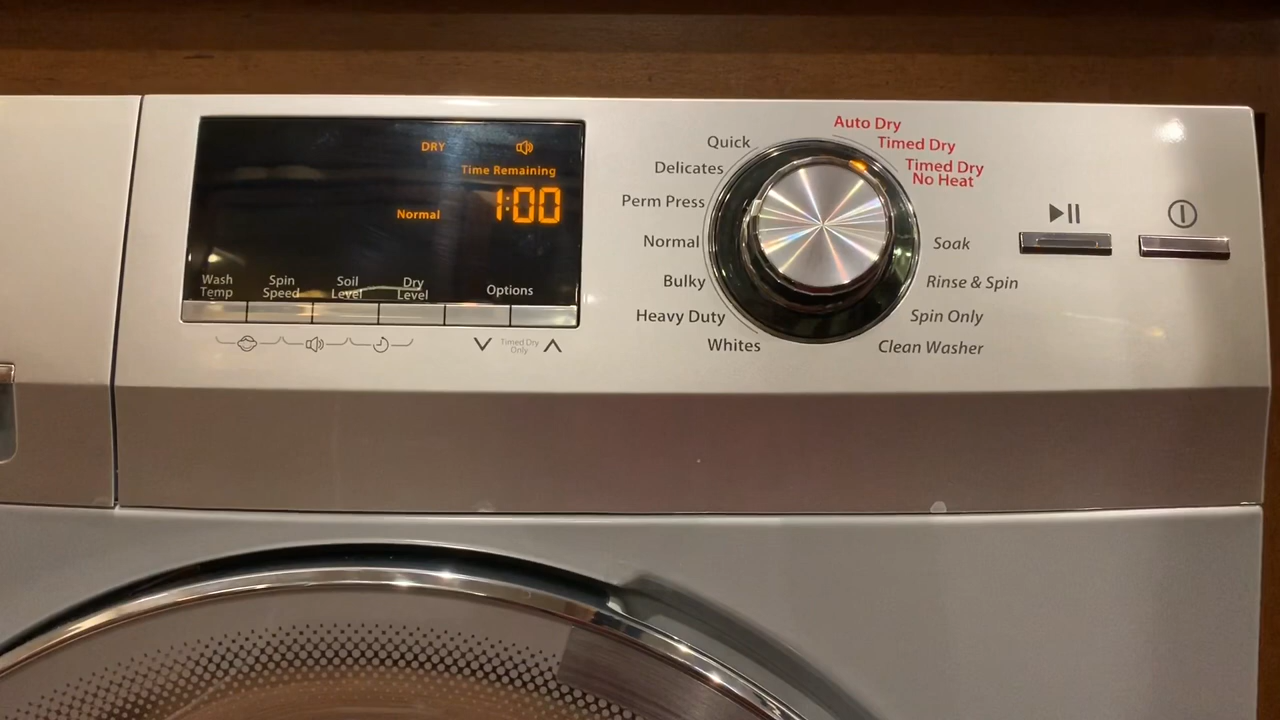 DRY
Time Remaining
Normal 1:00
Wash
Temp
Spin
Speed
Soil
Level
Dry
Level
Options
Timed Dry
Only
Quick
Delicates
Perm Press
Normal
Bulky
Heavy Duty
Whites
Auto Dry
Timed Dry
Timed Dry
No Heat
Soak
Rinse & Spin
Spin Only
Clean Washer